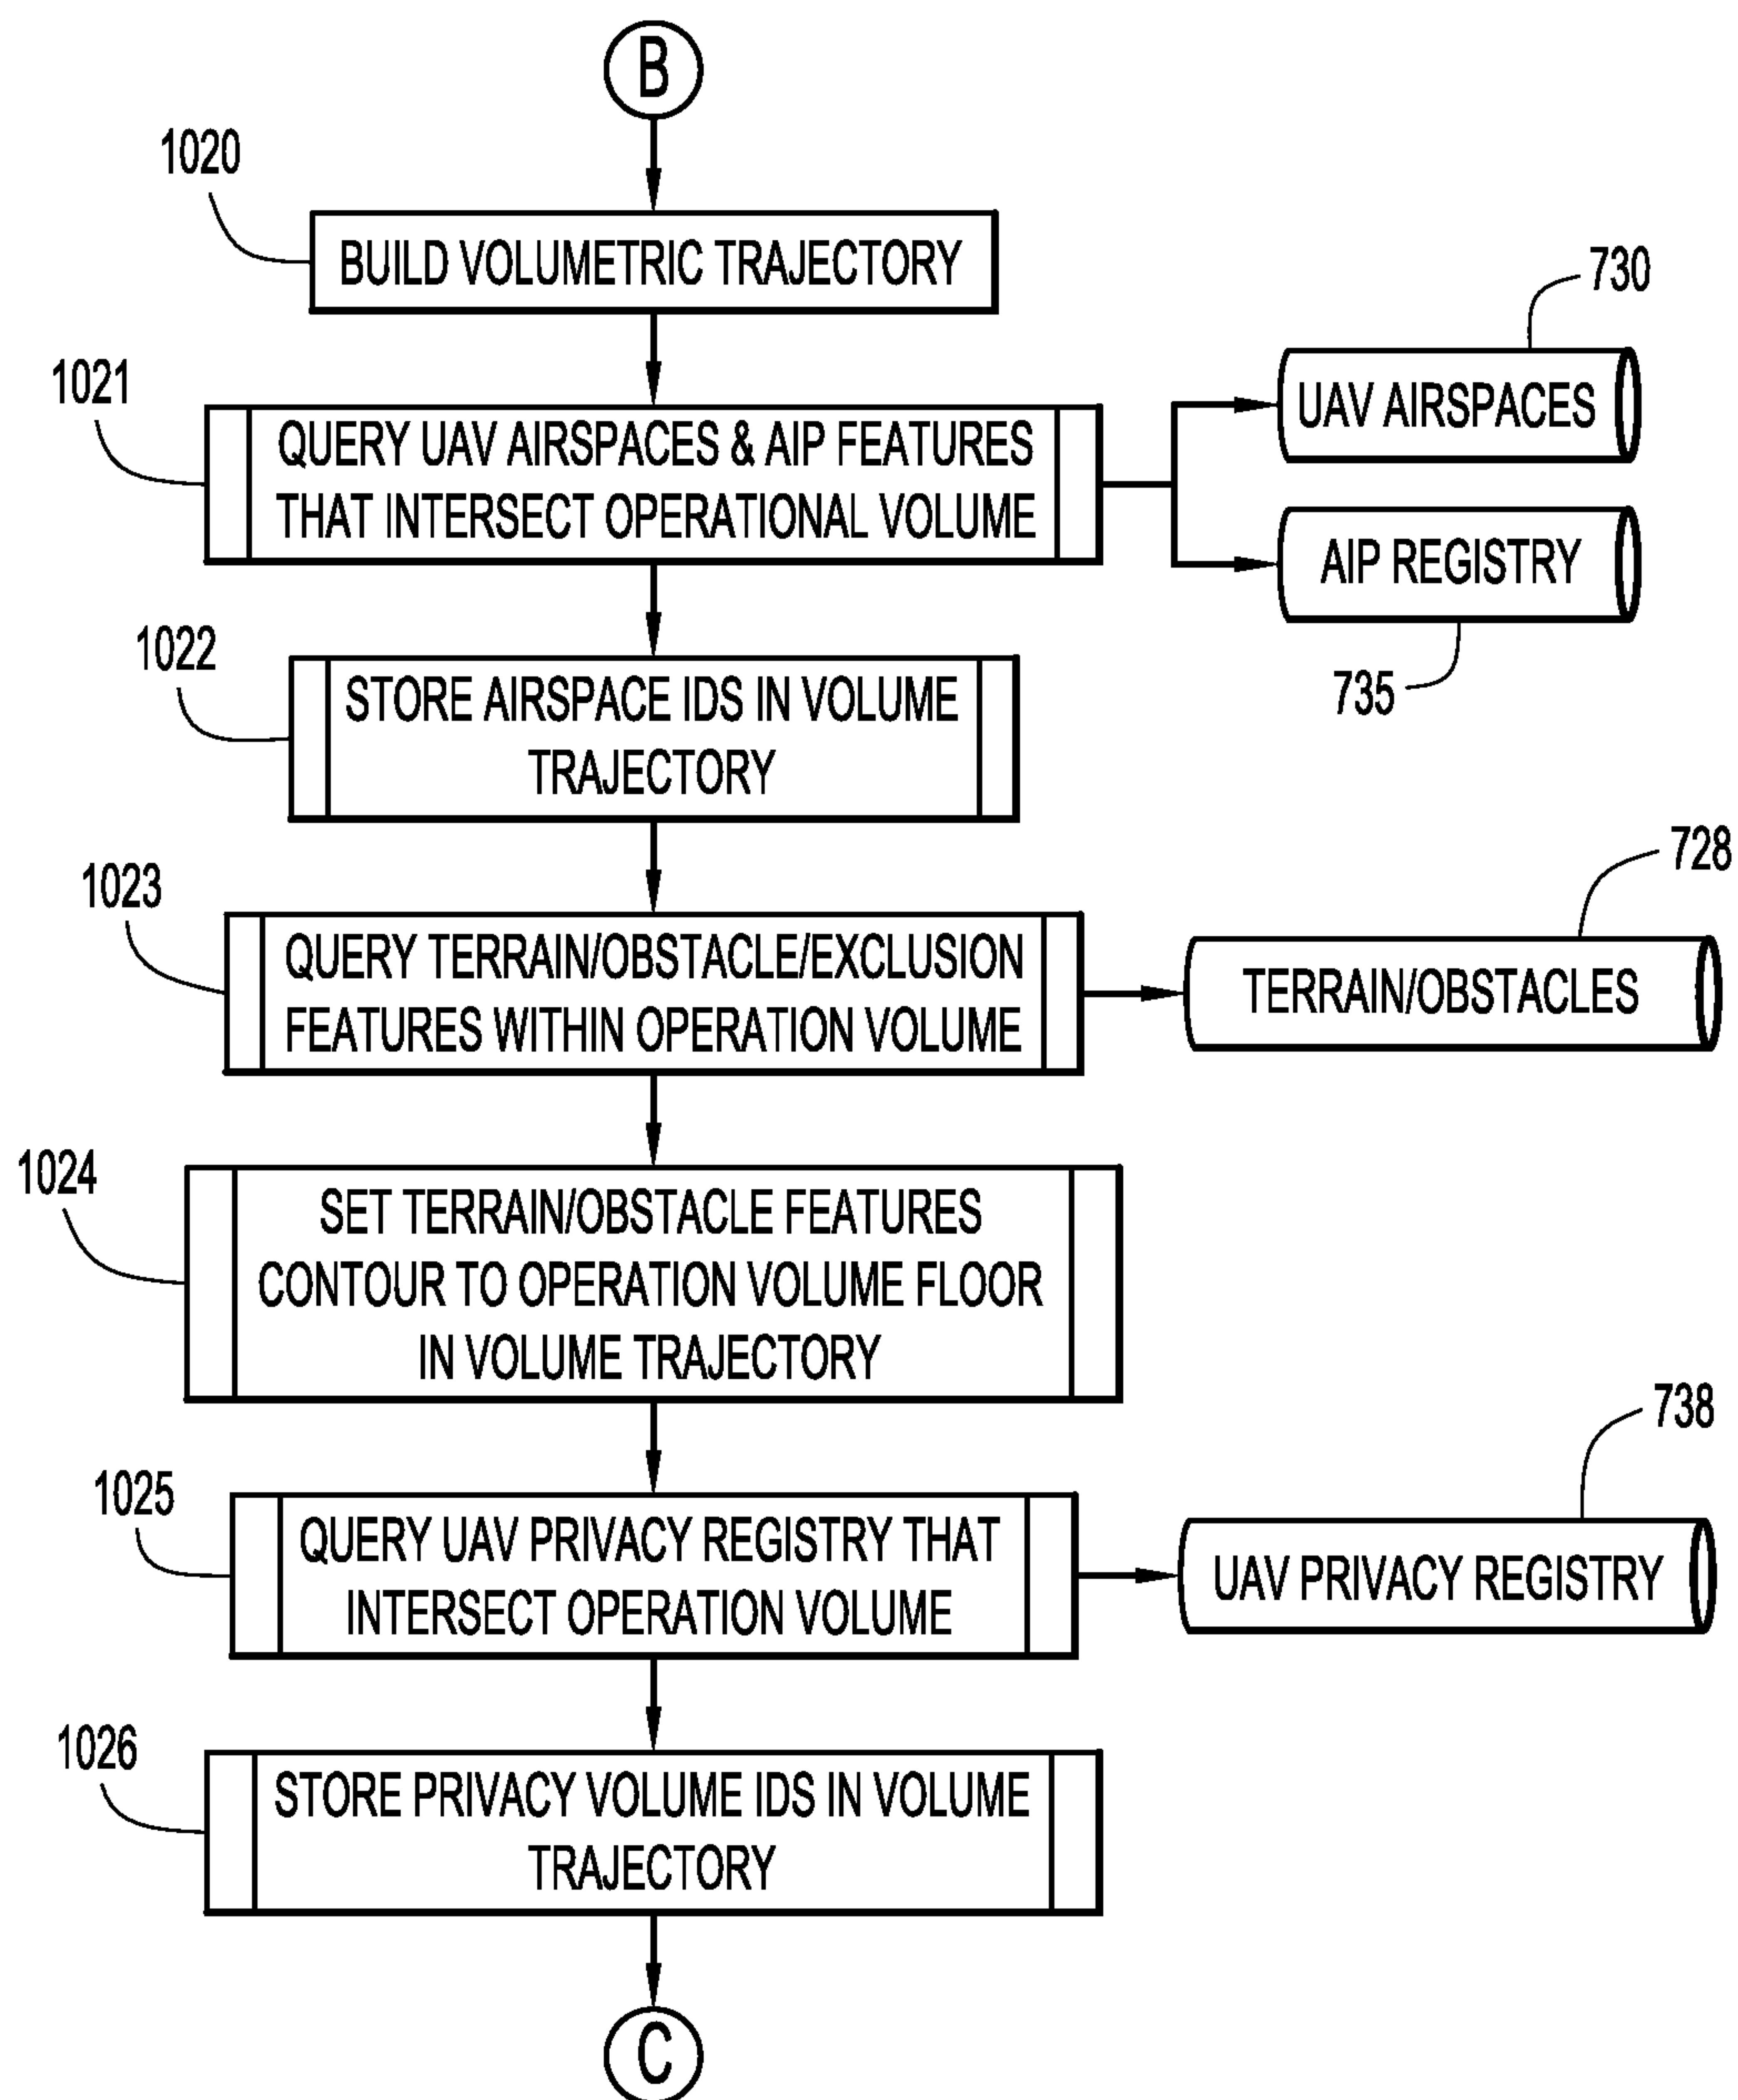 B
1020
BUILD VOLUMETRIC TRAJECTORY
730
1021
QUERY UAV AIRSPACES & AIP FEATURES
THAT INTERSECT OPERATIONAL VOLUME
UAV AIRSPACES
AIP REGISTRY
735
1022
STORE AIRSPACE IDS IN VOLUME
TRAJECTORY
728
1023
QUERY TERRAIN/OBSTACLE/EXCLUSION
FEATURES WITHIN OPERATION VOLUME
TERRAIN/OBSTACLES
1024
SET TERRAIN/OBSTACLE FEATURES
CONTOUR TO OPERATION VOLUME FLOOR
IN VOLUME TRAJECTORY
738
1025
QUERY UAV PRIVACY REGISTRY THAT
INTERSECT OPERATION VOLUME
UAV PRIVACY REGISTRY
1026
STORE PRIVACY VOLUME IDS IN VOLUME
TRAJECTORY
C